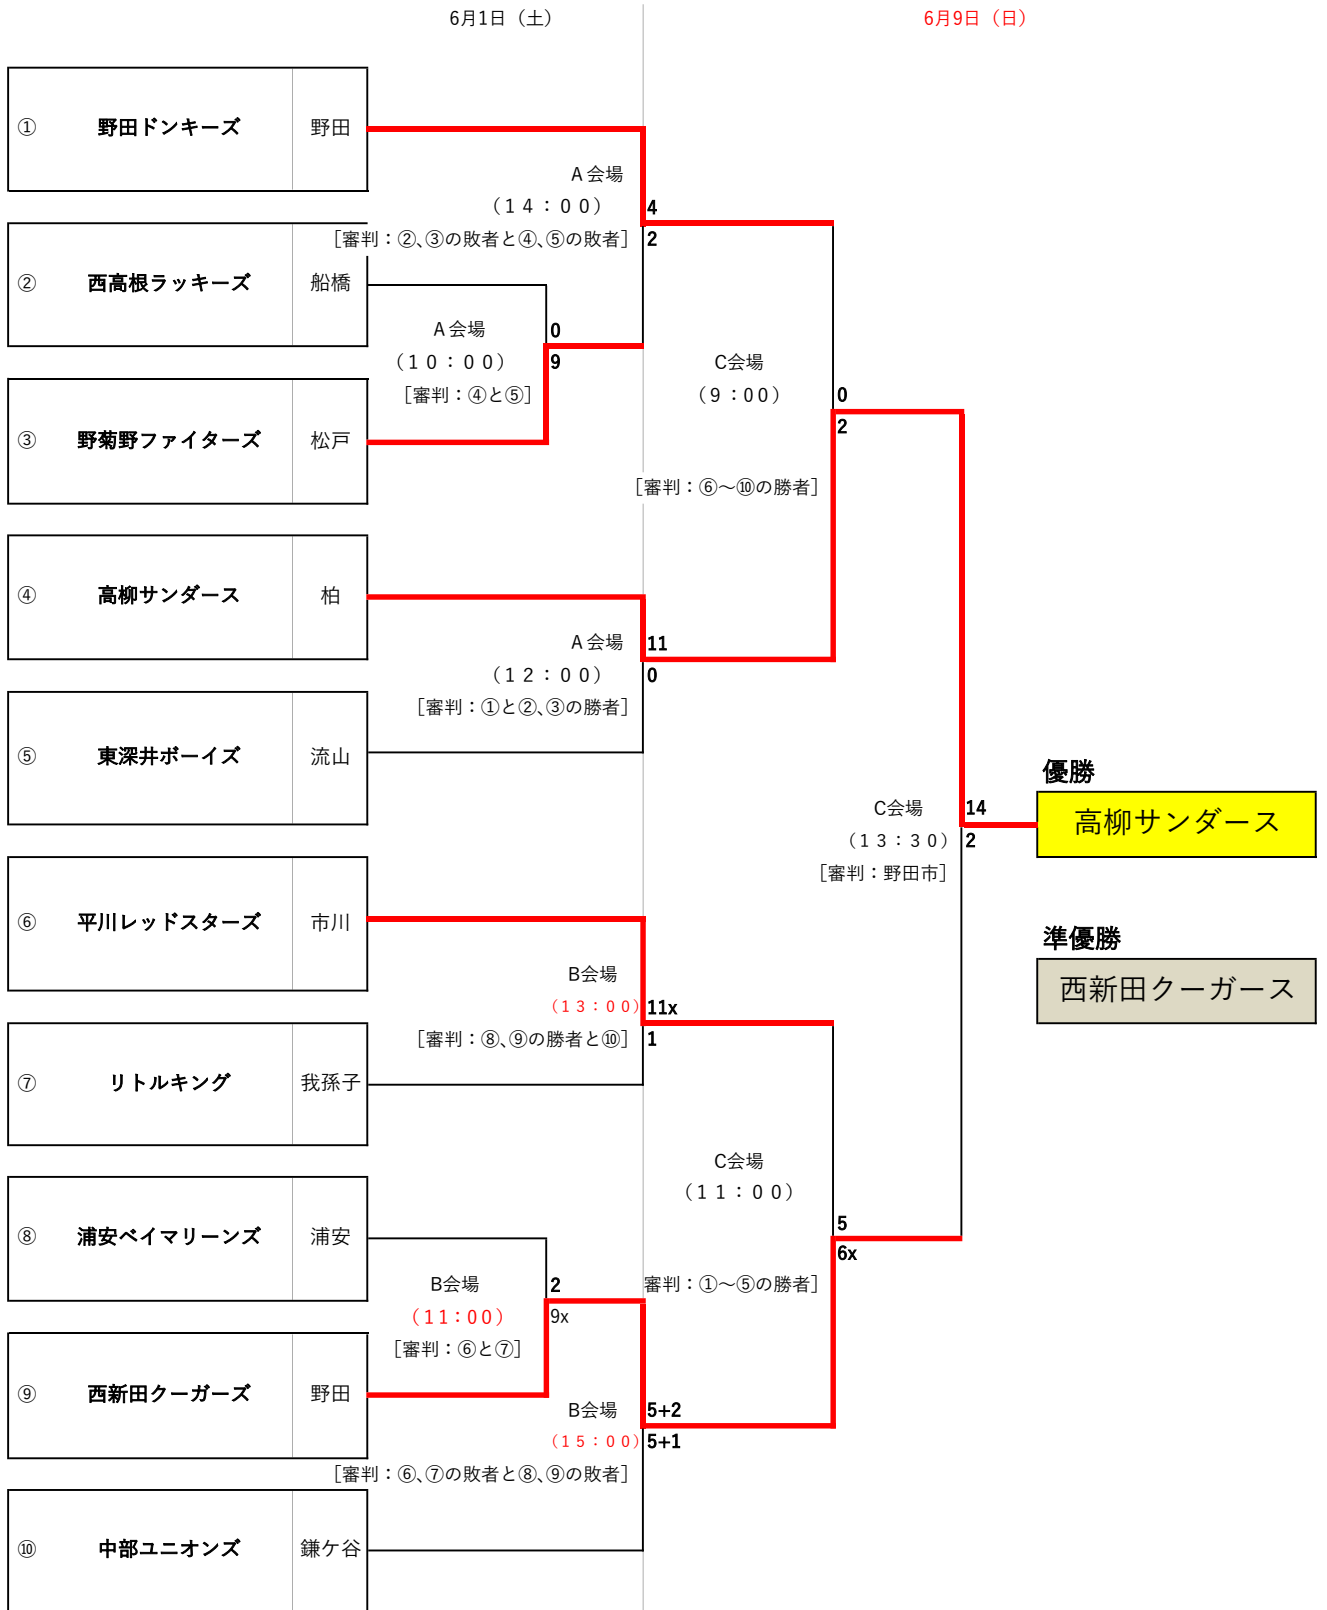 6月1日（土）
6月9日（日）
① 野田ドンキーズ 野田
A会場
（14：00）
4
［審判：②、③の敗者と④、⑤の敗者］
2
② 西高根ラッキーズ 船橋
A会場
0
（10：00）
9
［審判：④と⑤］
C会場
（9：00）
0
2
③ 野菊野ファイターズ 松戸
［審判：⑥～⑩の勝者］
④ 高柳サンダース 柏
A会場
11
（12：00）
0
［審判：①と②、③の勝者］
⑤ 東深井ボーイズ 流山
優勝
C会場
14
高柳サンダース
（13：30）
2
［審判：野田市］
⑥ 平川レッドスターズ 市川
準優勝
西新田クーガース
B会場
（13：00）
11x
［審判：⑧、⑨の勝者と⑩］
1
⑦ リトルキング 我孫子
C会場
（11：00）
5
6x
審判：①～⑤の勝者］
⑧ 浦安ベイマリーンズ 浦安
B会場
2
（11：00）
9x
［審判：⑥と⑦］
⑨ 西新田クーガーズ 野田
B会場
5+2
（15：00）
5+1
［審判：⑥、⑦の敗者と⑧、⑨の敗者］
⑩ 中部ユニオンズ 鎌ケ谷